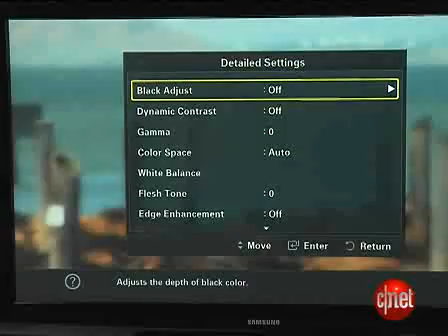 Detailed Settings
Black Adjust : Off
Dynamic Contrast : Off
Gamma : 0
Color Space : Auto
White Balance
Flesh Tone : 0
Edge Enhancement : Off
Move Enter Return
? Adjusts the depth of black color.
c|net
SAMSUNG